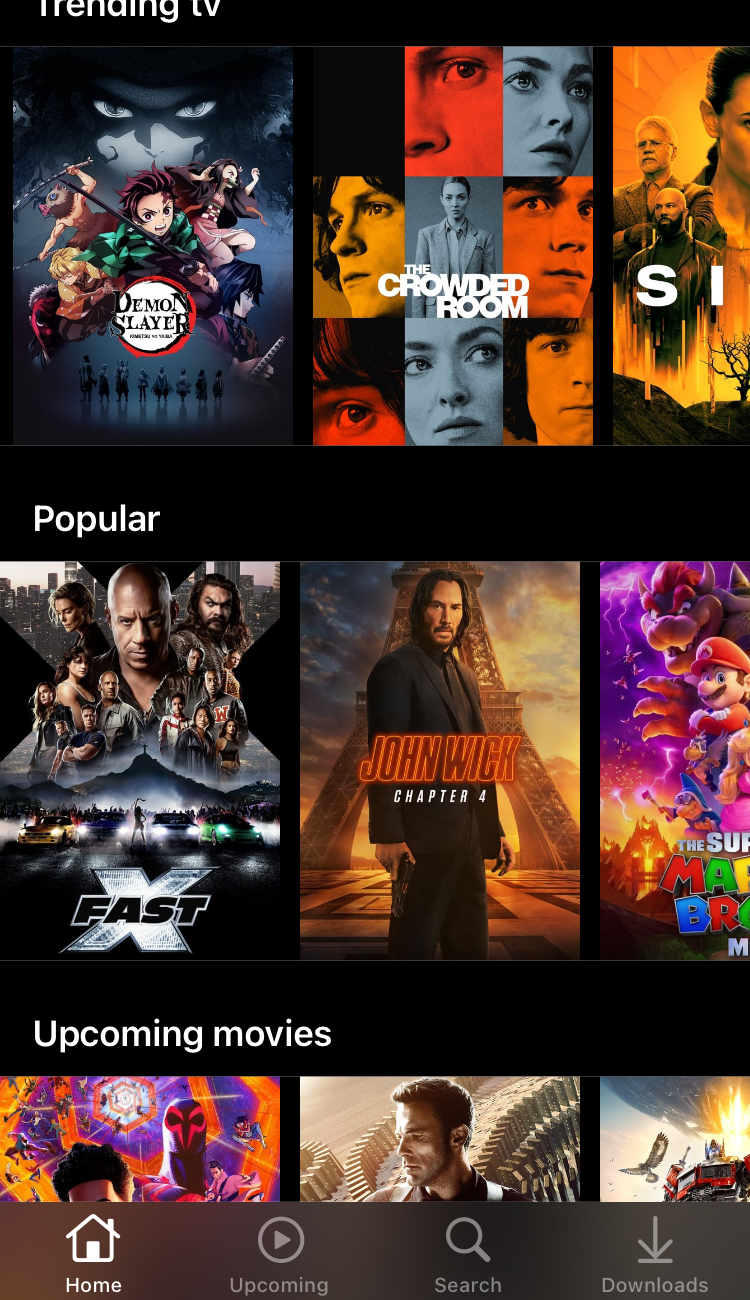 Trending tv
DEMON
SLAYER
KIMETSU NO YAIBA
THE
CROWDED
ROOM
S I
Popular
FAST
X
JOHN WICK
CHAPTER 4
THE SUP
MAR
BRO
M
Upcoming movies
Home
Upcoming
Search
Downloads